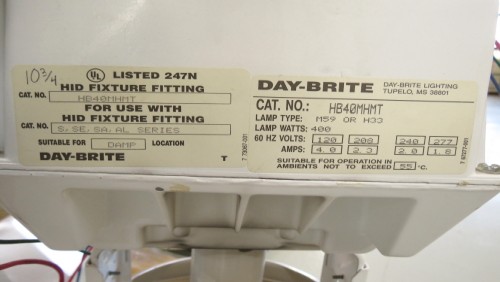 10 3/4
UL LISTED 247N
HID FIXTURE FITTING
CAT. NO. HB40MHMT
FOR USE WITH
HID FIXTURE FITTING
CAT. NO. S,SE,SA,AL SERIES
SUITABLE FOR DAMP LOCATION
DAY-BRITE T
DAY-BRITE DAY-BRITE LIGHTING
TUPELO, MS 38801
CAT. NO.: HB40MHMT
LAMP TYPE: M59 OR H33
LAMP WATTS: 400
60 HZ VOLTS: 120 208 240 277
AMPS: 4.0 2.3 2.0 1.8
SUITABLE FOR OPERATION IN
AMBIENTS NOT TO EXCEED 55 °C.